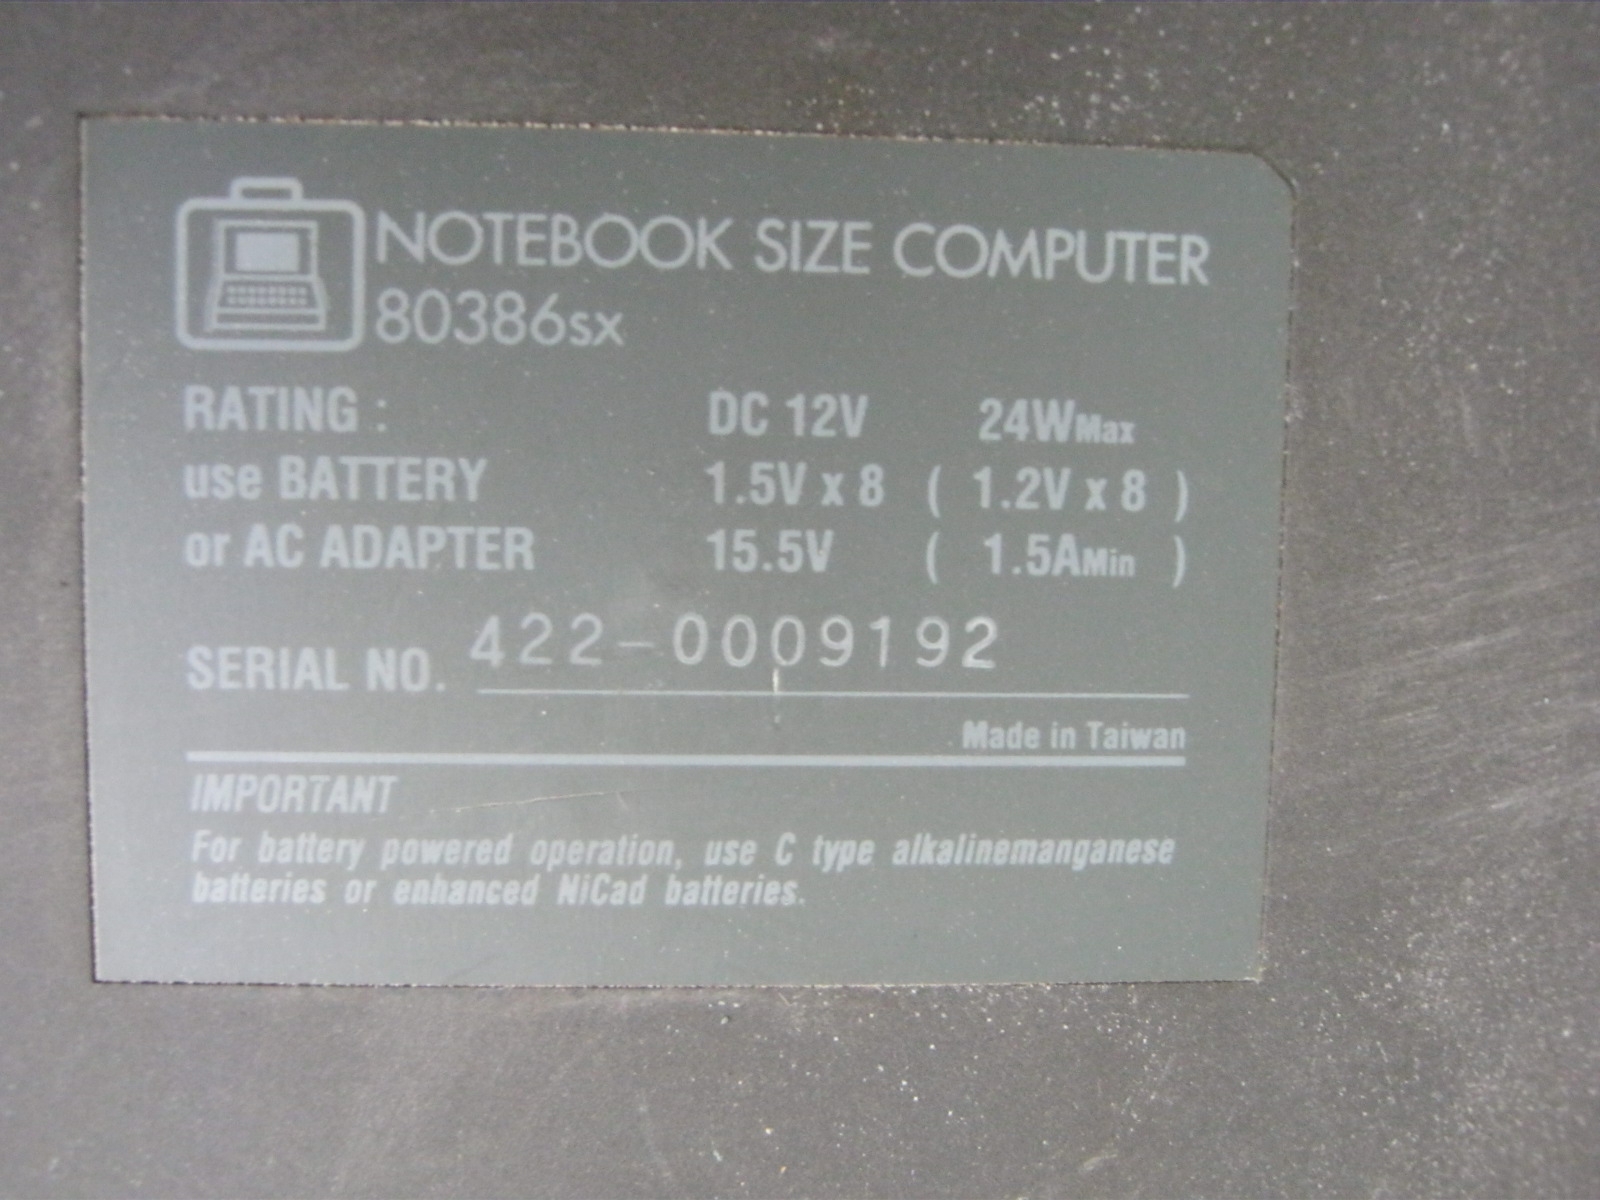 NOTEBOOK SIZE COMPUTER
80386sx
RATING : DC 12V 24WMax
use BATTERY 1.5V x 8 ( 1.2V x 8 )
or AC ADAPTER 15.5V ( 1.5AMin )
SERIAL NO. 422-0009192
Made in Taiwan
IMPORTANT
For battery powered operation, use C type alkalinemanganese
batteries or enhanced NiCad batteries.